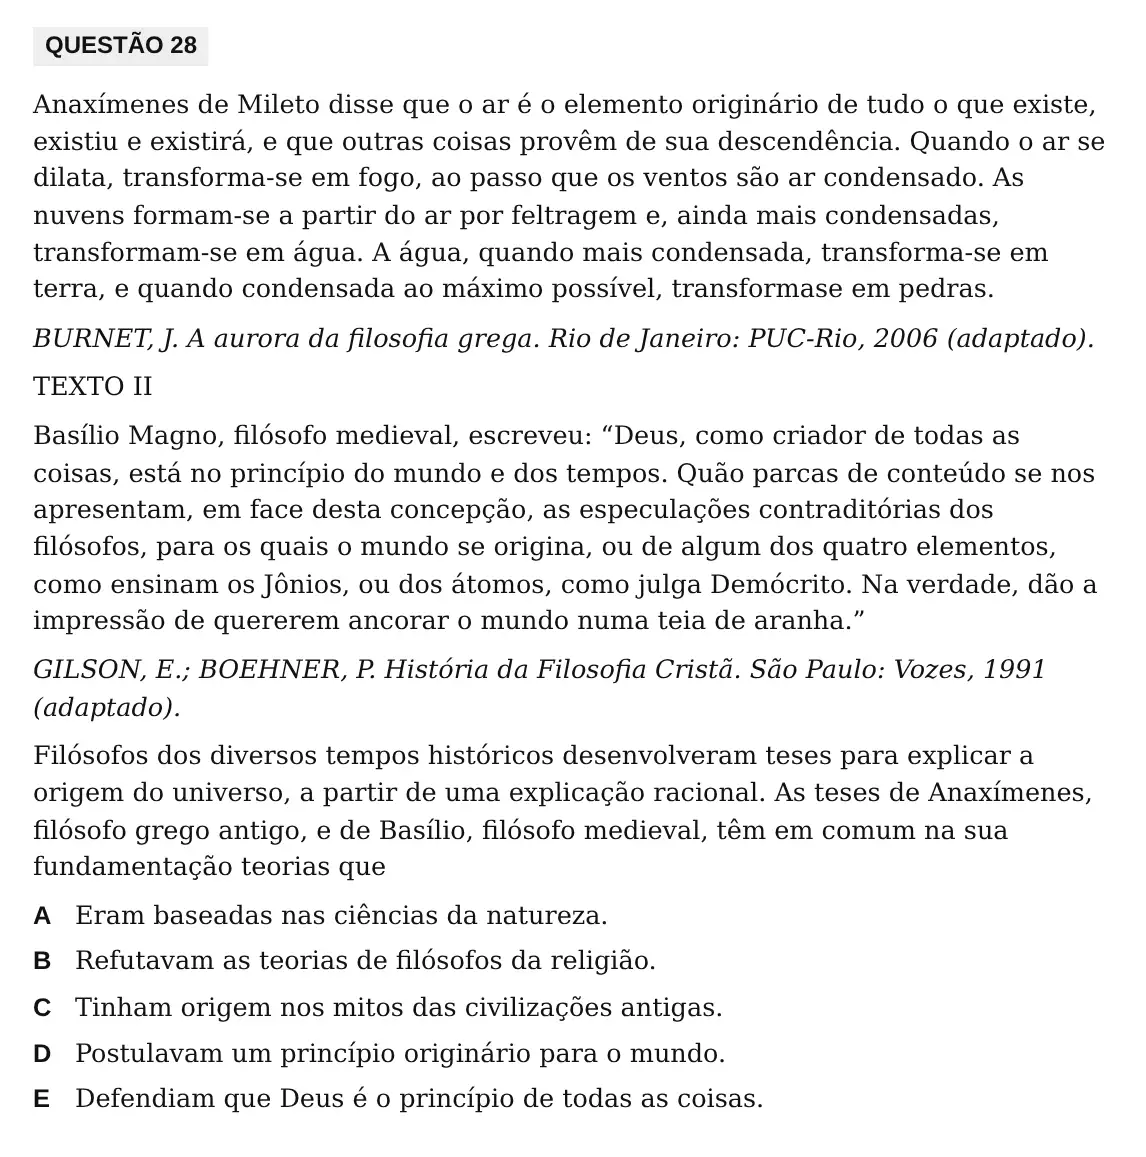 QUESTÃO 28
Anaxímenes de Mileto disse que o ar é o elemento originário de tudo o que existe,
existiu e existirá, e que outras coisas provêm de sua descendência. Quando o ar se
dilata, transforma-se em fogo, ao passo que os ventos são ar condensado. As
nuvens formam-se a partir do ar por feltragem e, ainda mais condensadas,
transformam-se em água. A água, quando mais condensada, transforma-se em
terra, e quando condensada ao máximo possível, transformase em pedras.
BURNET, J. A aurora da filosofia grega. Rio de Janeiro: PUC-Rio, 2006 (adaptado).
TEXTO II
Basílio Magno, filósofo medieval, escreveu: “Deus, como criador de todas as
coisas, está no princípio do mundo e dos tempos. Quão parcas de conteúdo se nos
apresentam, em face desta concepção, as especulações contraditórias dos
filósofos, para os quais o mundo se origina, ou de algum dos quatro elementos,
como ensinam os Jônios, ou dos átomos, como julga Demócrito. Na verdade, dão a
impressão de quererem ancorar o mundo numa teia de aranha.”
GILSON, E.; BOEHNER, P. História da Filosofia Cristã. São Paulo: Vozes, 1991
(adaptado).
Filósofos dos diversos tempos históricos desenvolveram teses para explicar a
origem do universo, a partir de uma explicação racional. As teses de Anaxímenes,
filósofo grego antigo, e de Basílio, filósofo medieval, têm em comum na sua
fundamentação teorias que
A Eram baseadas nas ciências da natureza.
B Refutavam as teorias de filósofos da religião.
C Tinham origem nos mitos das civilizações antigas.
D Postulavam um princípio originário para o mundo.
E Defendiam que Deus é o princípio de todas as coisas.